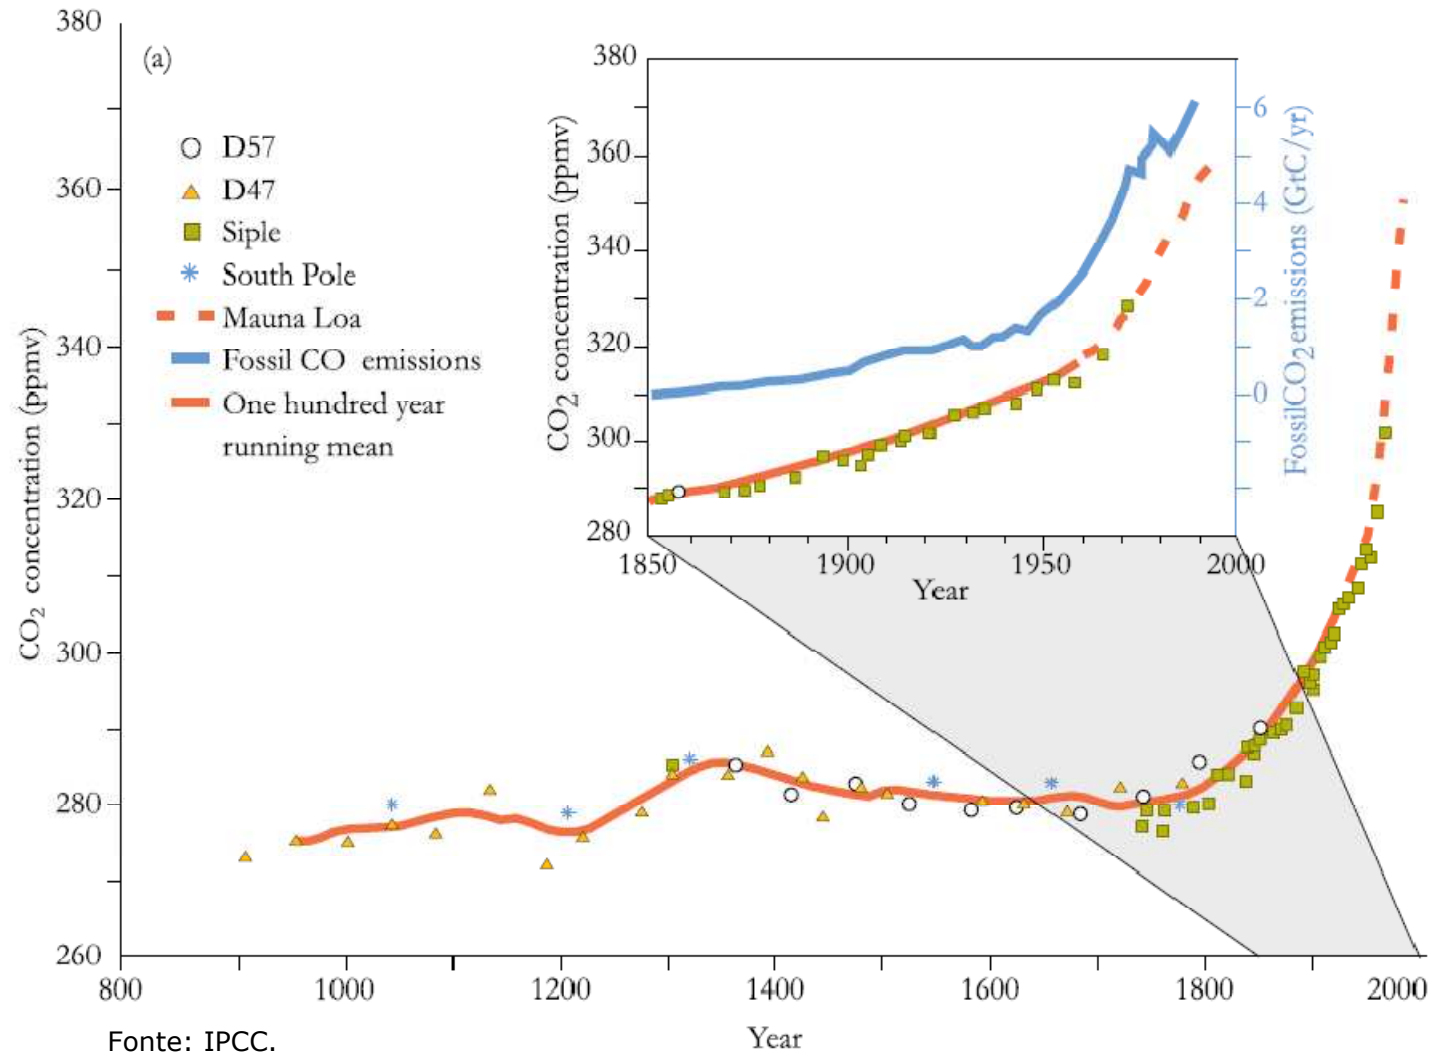 (a)
D57
D47
Siple
South Pole
Mauna Loa
Fossil CO emissions
One hundred year
running mean
CO2 concentration (ppmv)
380
360
340
320
300
280
260
800
1000
1200
1400
1600
1800
2000
Year
CO2 concentration (ppmv)
380
360
340
320
300
280
1850
1900
1950
2000
Year
6
4
2
0
FossilCO2emissions (GtC/yr)
Fonte: IPCC.